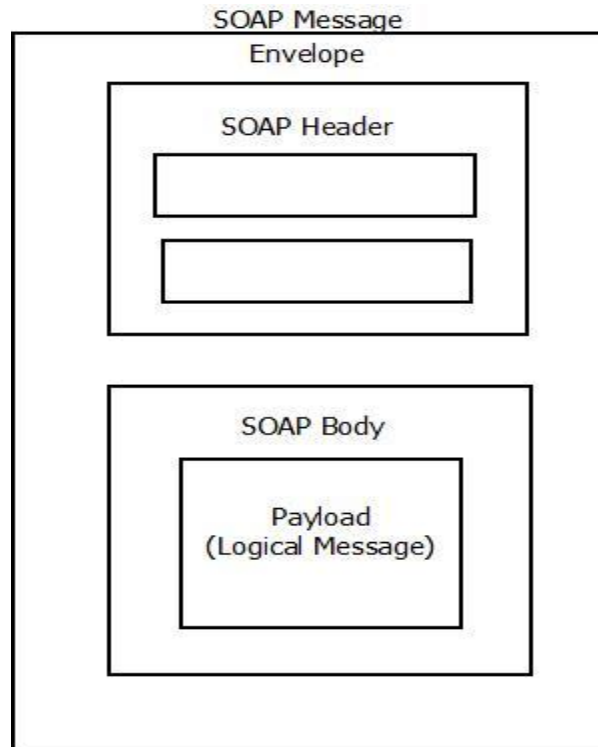 SOAP Message
Envelope
SOAP Header
SOAP Body
Payload
(Logical Message)